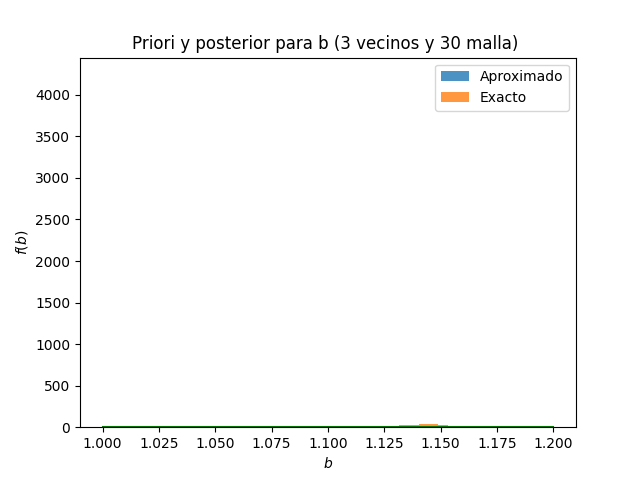 Priori y posterior para b (3 vecinos y 30 malla)
Aproximado
Exacto
4000
3500
3000
2500
2000
1500
1000
500
0
f(b)
1.000 1.025 1.050 1.075 1.100 1.125 1.150 1.175 1.200
b